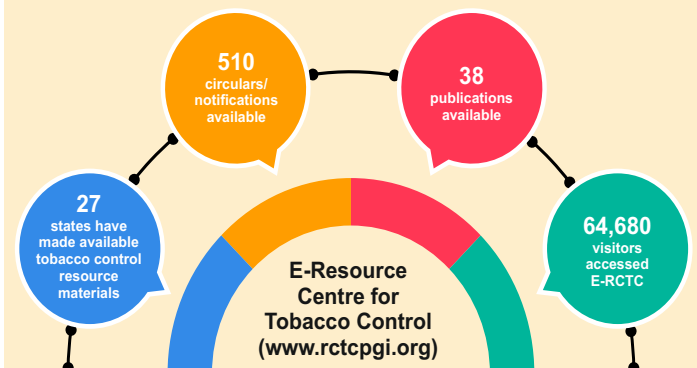 510
circulars/
notifications
available
38
publications
available
27
states have
made available
tobacco control
resource
materials
64,680
visitors
accessed
E-RCTC
E-Resource
Centre for
Tobacco Control
(www.rctcpgi.org)